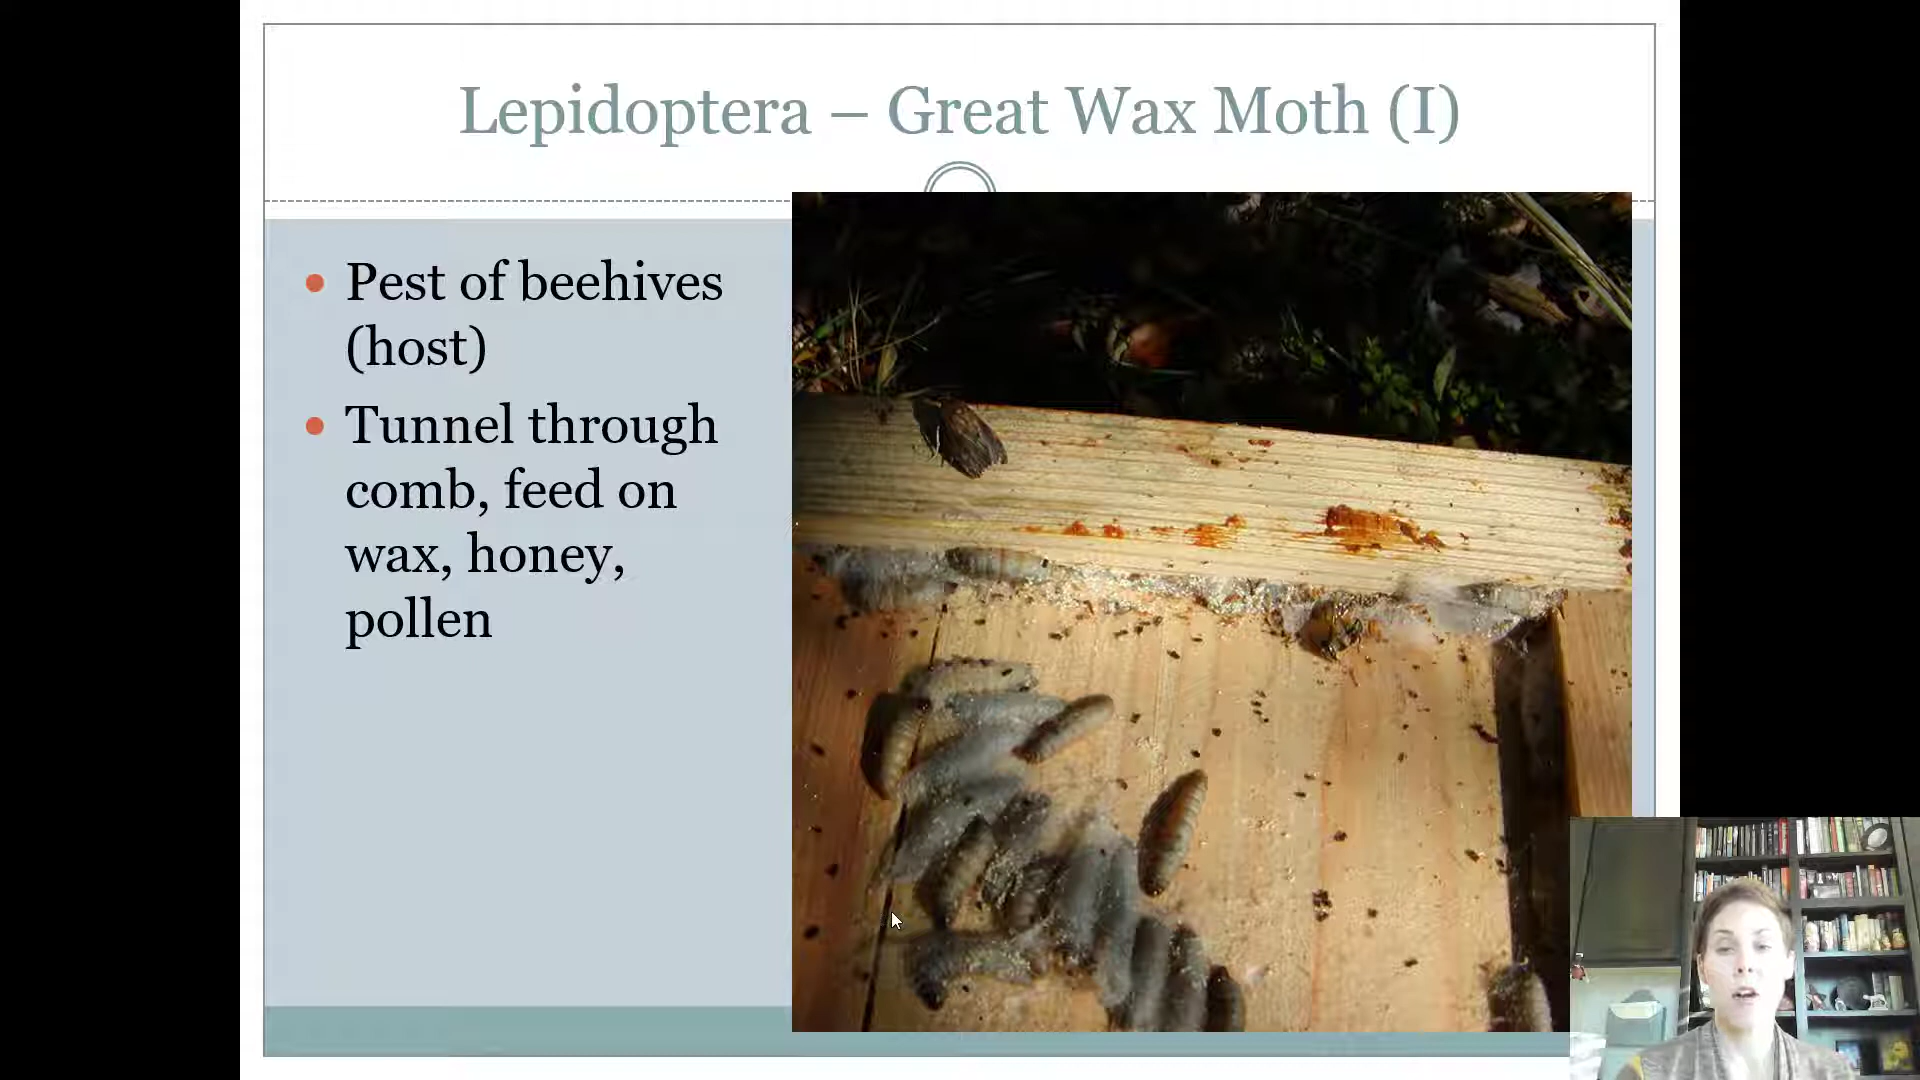 Lepidoptera – Great Wax Moth (I)
Pest of beehives
(host)
Tunnel through
comb, feed on
wax, honey,
pollen